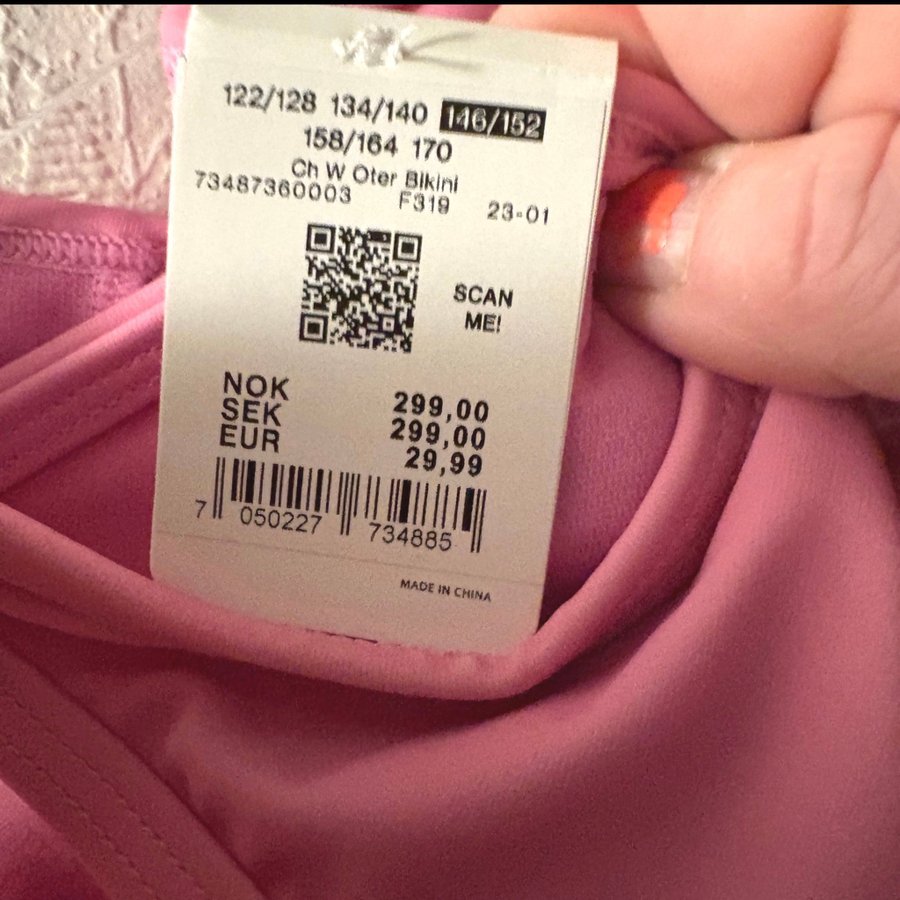 122/128 134/140 146/152
158/164 170
Ch W Oter Bikini
73487360003 F319 23-01
SCAN
ME!
NOK 299,00
SEK 299,00
EUR 29,99
7 050227 734885
MADE IN CHINA